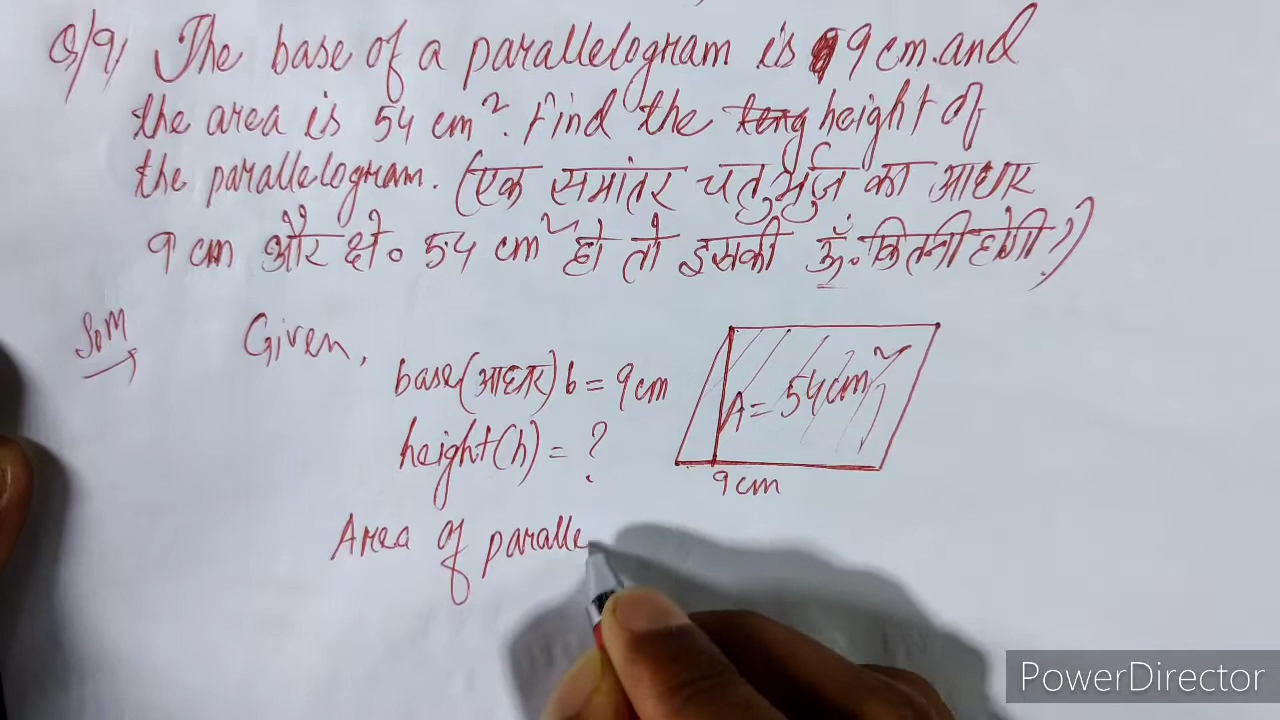 Q/9/ The base of a parallelogram is 9 cm. and
the area is 54 cm². Find the height of
the parallelogram. (एक समांतर चतुर्भुज का आधार
9 cm और क्षे० 54 cm² हो तो इसकी ऊँ. कितनी होगी?)
Soln Given,
base(आधार) b = 9 cm
height(h) = ?
A = 54 cm²
9 cm
Area of paralle
PowerDirector